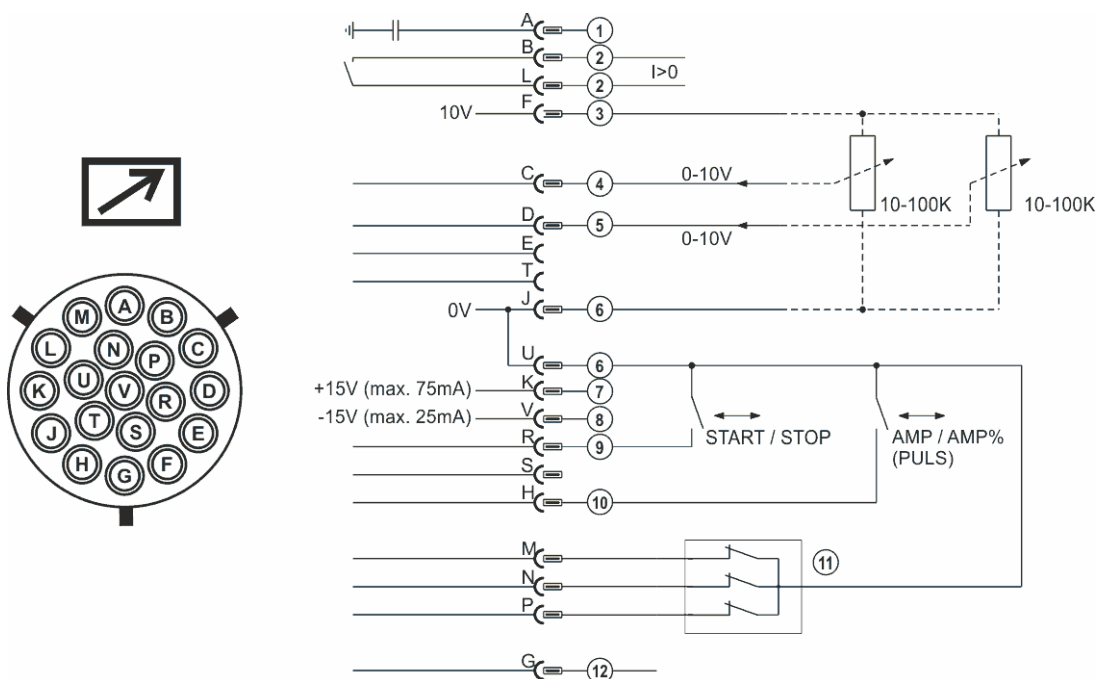 A 1
B 2
I>0
L 2
10V F 3
C 4 0-10V
10-100K 10-100K
D 5
0-10V
E
T
0V J 6
U 6
+15V (max. 75mA) K 7
-15V (max. 25mA) V 8
START / STOP AMP / AMP%
(PULS)
R 9
S
H 10
M 11
N
P
G 12
A
M B
N
L P C
U
K V D
R
T
J S E
H F
G